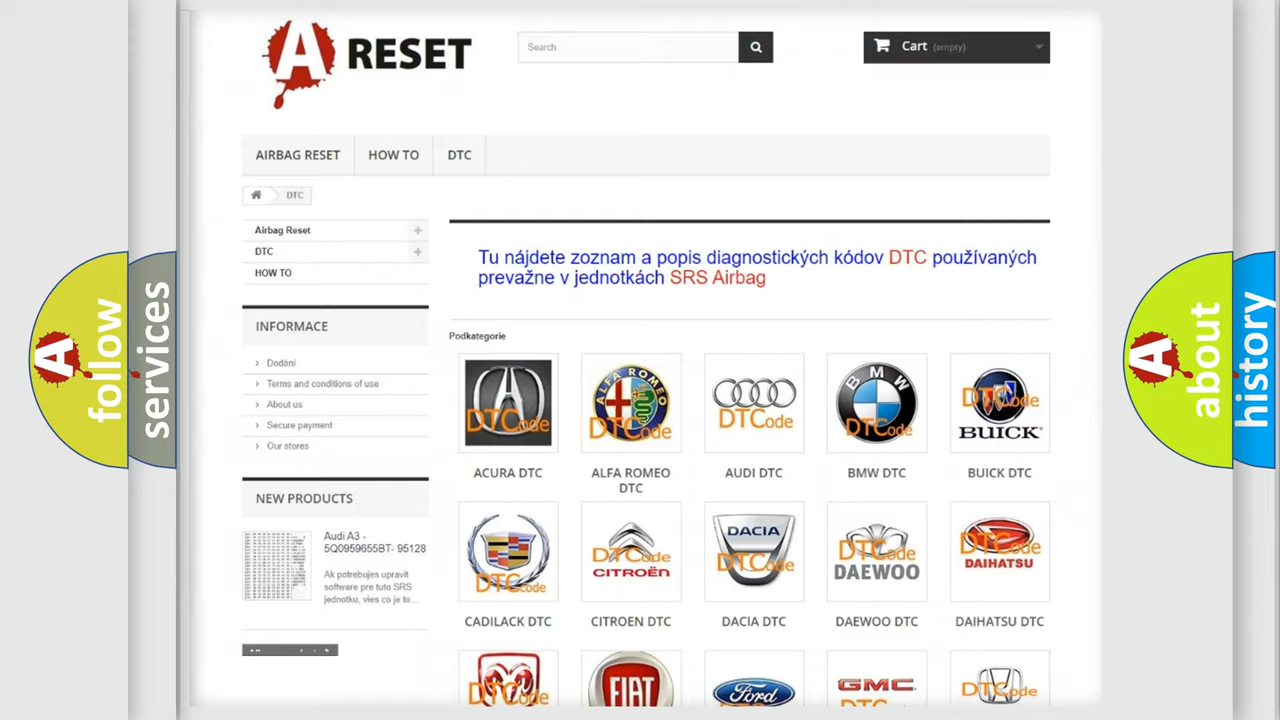 A RESET
Search
Cart (empty)
AIRBAG RESET
HOW TO
DTC
DTC
Airbag Reset
DTC
HOW TO
INFORMACE
Dodání
Terms and conditions of use
About us
Secure payment
Our stores
NEW PRODUCTS
Audi A3 -
5Q0959655BT- 95128
Ak potrebujes upravit
software pre tuto SRS
jednotku, vies co je to...
Tu nájdete zoznam a popis diagnostických kódov DTC používaných
prevažne v jednotkách SRS Airbag
Podkategorie
DTCode
ALFA ROMEO
DTCode
DTCode
BMW
DTCode
DTCode
BUICK
ACURA DTC
ALFA ROMEO
DTC
AUDI DTC
BMW DTC
BUICK DTC
DTCode
DTCode
CITROËN
DACIA
DTCode
DTCode
DAEWOO
DTCode
DAIHATSU
CADILACK DTC
CITROEN DTC
DACIA DTC
DAEWOO DTC
DAIHATSU DTC
DTCode
FIAT
Ford
GMC
DTCode
A follow
services
A about
history